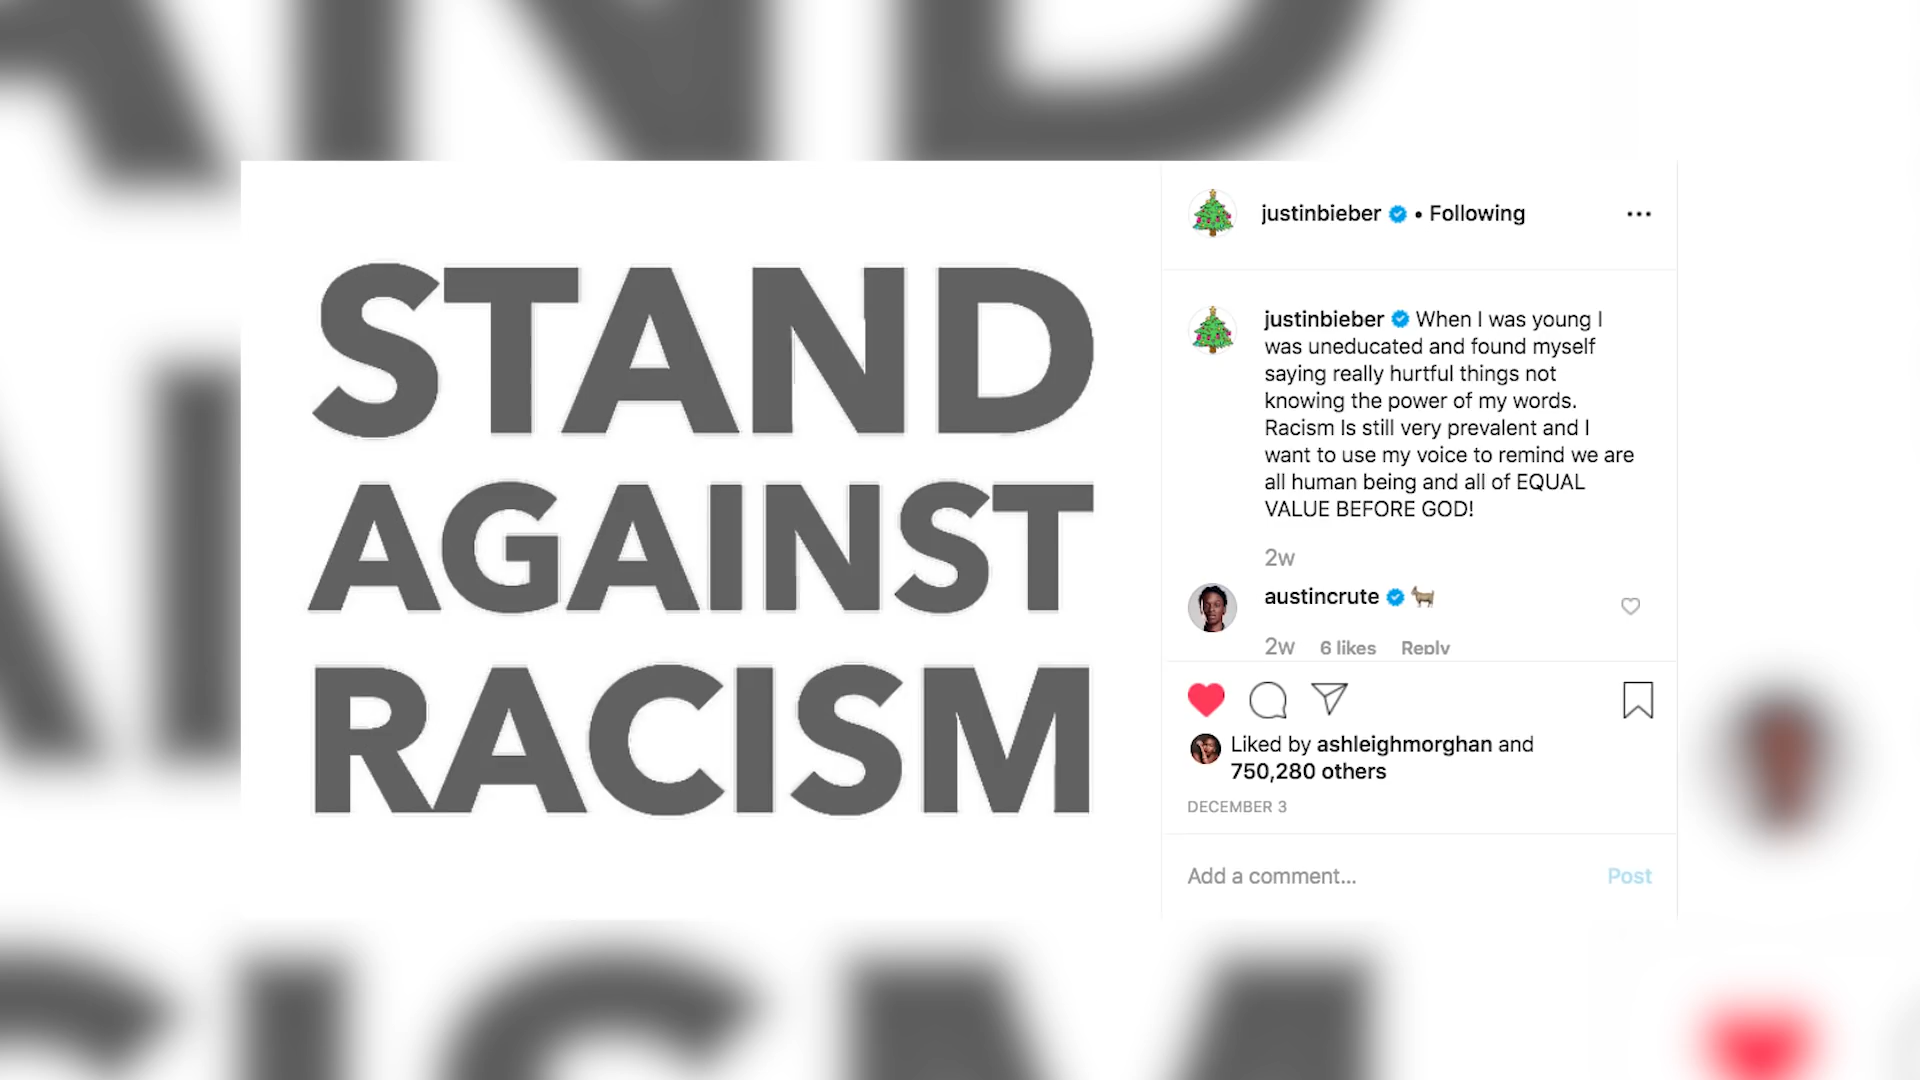 STAND
AGAINST
RACISM
justinbieber • Following
justinbieber When I was young I
was uneducated and found myself
saying really hurtful things not
knowing the power of my words.
Racism Is still very prevalent and I
want to use my voice to remind we are
all human being and all of EQUAL
VALUE BEFORE GOD!
2w
austincrute
2w 6 likes Reply
Liked by ashleighmorghan and
750,280 others
DECEMBER 3
Add a comment... Post